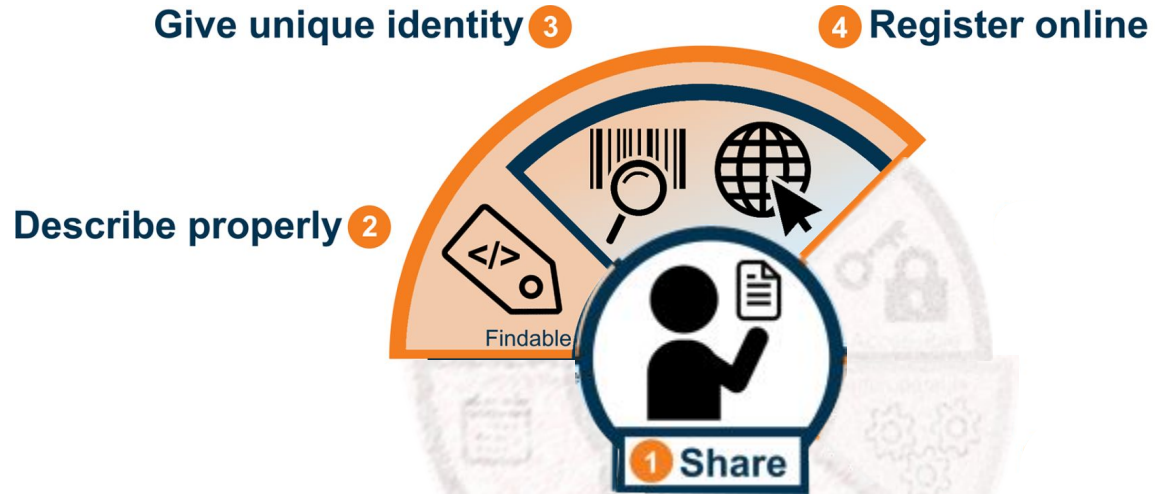 Give unique identity 3
4 Register online
Describe properly 2
</>
Findable
1 Share